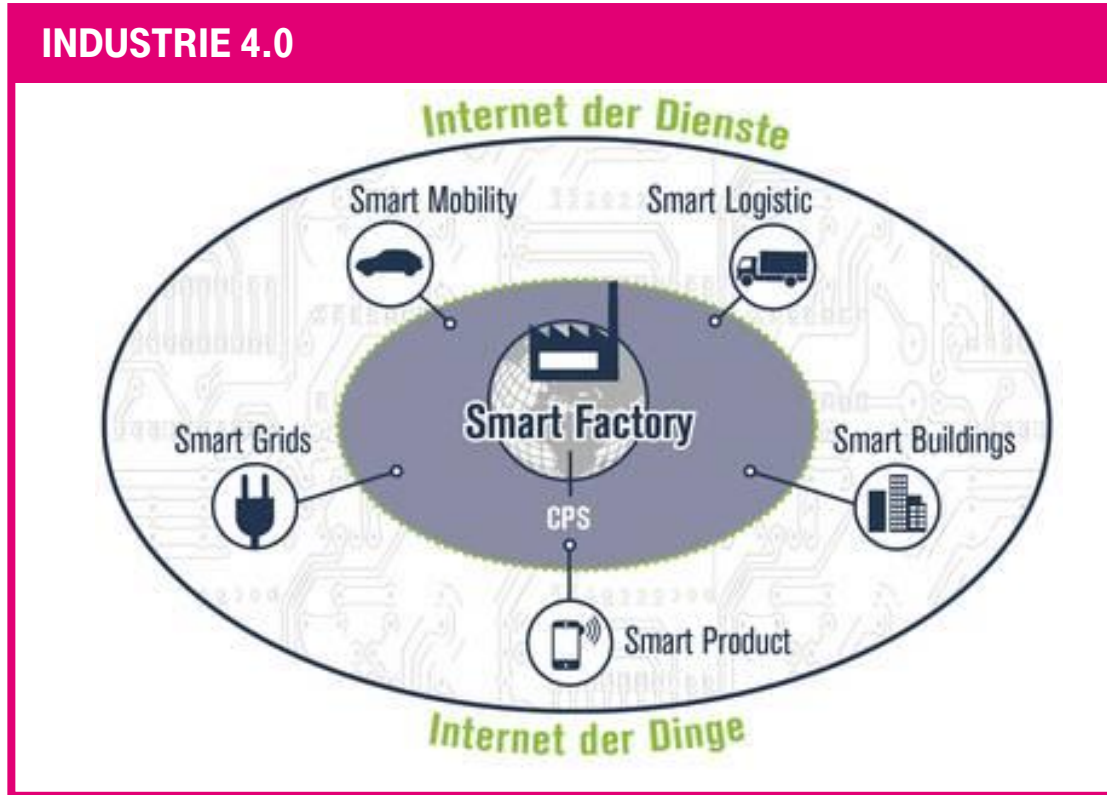 INDUSTRIE 4.0
Internet der Dienste
Smart Mobility
Smart Logistic
Smart Factory
Smart Grids
Smart Buildings
CPS
Smart Product
Internet der Dinge